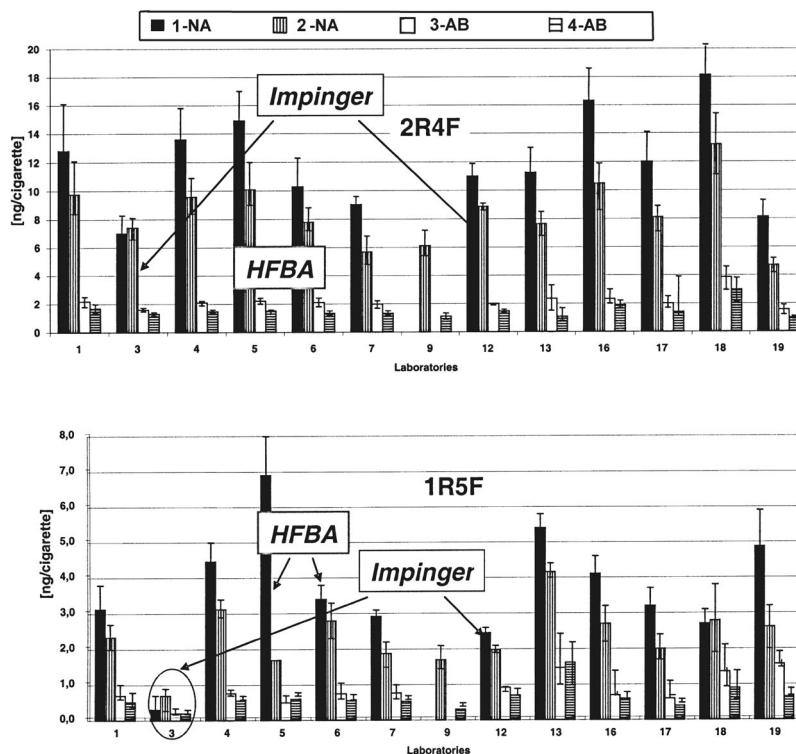 1-NA 2-NA 3-AB 4-AB
20
18
16
14
12
10
8
6
4
2
0
[ng/cigarette]
Impinger
2R4F
HFBA
1 3 4 5 6 7 9 12 13 16 17 18 19
Laboratories
8,0
7,0
6,0
5,0
4,0
3,0
2,0
1,0
0,0
[ng/cigarette]
1R5F
HFBA
Impinger
1 3 4 5 6 7 9 12 13 16 17 18 19
Laboratories